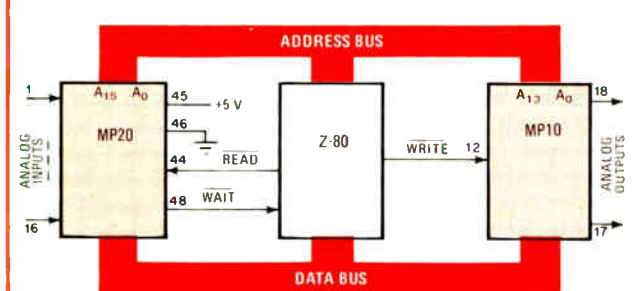 ADDRESS BUS
1
A15 A0
45
+5 V
46
MP20
44
READ
48
WAIT
ANALOG
INPUTS
16
Z-80
WRITE
12
A13 A0
MP10
18
ANALOG
OUTPUTS
17
DATA BUS